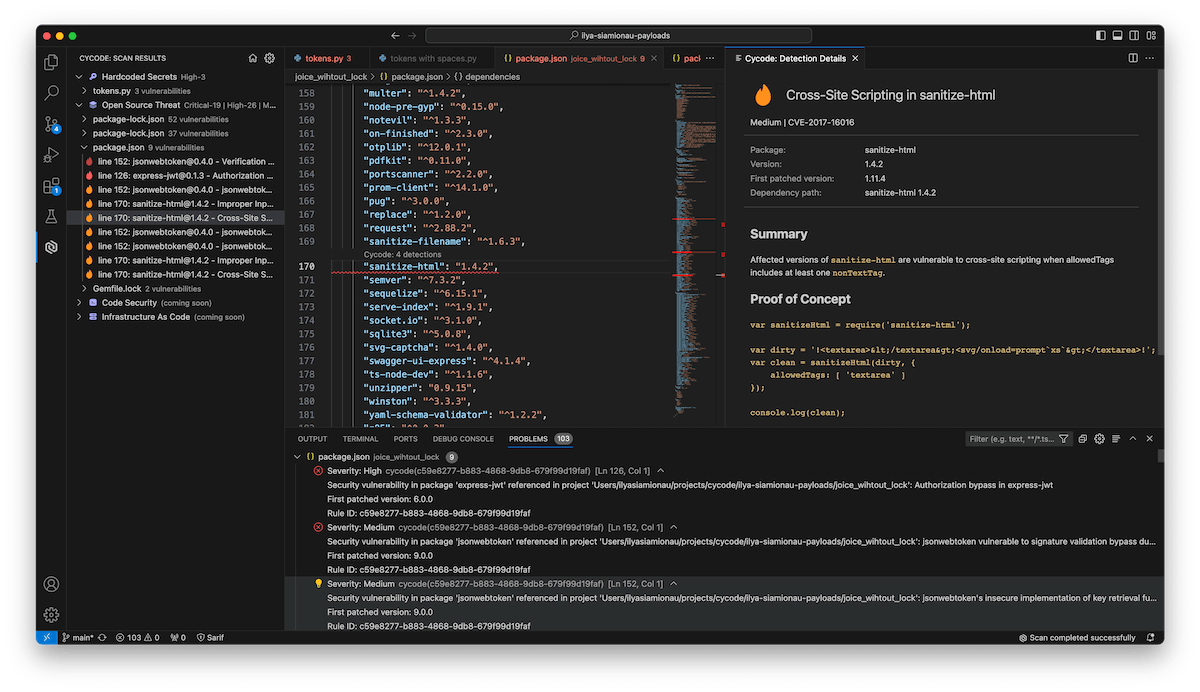 ilya-siamionau-payloads
CYCODE: SCAN RESULTS
Hardcoded Secrets High-3
tokens.py 3 vulnerabilities
Open Source Threat Critical-19 | High-26 | M...
package-lock.json 52 vulnerabilities
package-lock.json 37 vulnerabilities
package.json 9 vulnerabilities
line 152: jsonwebtoken@0.4.0 - Verification ...
line 126: express-jwt@0.1.3 - Authorization ...
line 152: jsonwebtoken@0.4.0 - jsonwebtok...
line 170: sanitize-html@1.4.2 - Improper Inp...
line 170: sanitize-html@1.4.2 - Cross-Site S...
line 152: jsonwebtoken@0.4.0 - jsonwebtok...
line 152: jsonwebtoken@0.4.0 - jsonwebtok...
line 170: sanitize-html@1.4.2 - Improper Inp...
line 170: sanitize-html@1.4.2 - Cross-Site S...
Gemfile.lock 2 vulnerabilities
Code Security (coming soon)
Infrastructure As Code (coming soon)
4
1
tokens.py 3
tokens with spaces.py
{} package.json joice_wihtout_lock 9
{} pacl ...
joice_wihtout_lock > {} package.json > {} dependencies
158 "multer": "^1.4.2",
159 "node-pre-gyp": "^0.15.0",
160 "notevil": "^1.3.3",
161 "on-finished": "^2.3.0",
162 "otplib": "^12.0.1",
163 "pdfkit": "^0.11.0",
164 "portscanner": "^2.2.0",
165 "prom-client": "^14.1.0",
166 "pug": "^3.0.0",
167 "replace": "^1.2.0",
168 "request": "^2.88.2",
169 "sanitize-filename": "^1.6.3",
Cycode: 4 detections
170 "sanitize-html": "1.4.2",
171 "semver": "^7.3.2",
172 "sequelize": "^6.15.1",
173 "serve-index": "^1.9.1",
174 "socket.io": "^3.1.0",
175 "sqlite3": "^5.0.8",
176 "svg-captcha": "^1.4.0",
177 "swagger-ui-express": "^4.1.4",
178 "ts-node-dev": "^1.1.6",
179 "unzipper": "0.9.15",
180 "winston": "^3.3.3",
181 "yaml-schema-validator": "^1.2.2",
Cycode: Detection Details
Cross-Site Scripting in sanitize-html
Medium | CVE-2017-16016
Package: sanitize-html
Version: 1.4.2
First patched version: 1.11.4
Dependency path: sanitize-html 1.4.2
Summary
Affected versions of sanitize-html are vulnerable to cross-site scripting when allowedTags
includes at least one nonTextTag.
Proof of Concept
var sanitizeHtml = require('sanitize-html');
var dirty = '!<textarea>&lt;/textarea&gt;<svg/onload=prompt`xs`&gt;</textarea>!';
var clean = sanitizeHtml(dirty, {
allowedTags: [ 'textarea' ]
});
console.log(clean);
OUTPUT TERMINAL PORTS DEBUG CONSOLE PROBLEMS 103
Filter (e.g. text, **/*.ts...
{} package.json joice_wihtout_lock 9
Severity: High cycode(c59e8277-b883-4868-9db8-679f99d19faf) [Ln 126, Col 1]
Security vulnerability in package 'express-jwt' referenced in project 'Users/ilyasiamionau/projects/cycode/ilya-siamionau-payloads/joice_wihtout_lock': Authorization bypass in express-jwt
First patched version: 6.0.0
Rule ID: c59e8277-b883-4868-9db8-679f99d19faf
Severity: Medium cycode(c59e8277-b883-4868-9db8-679f99d19faf) [Ln 152, Col 1]
Security vulnerability in package 'jsonwebtoken' referenced in project 'Users/ilyasiamionau/projects/cycode/ilya-siamionau-payloads/joice_wihtout_lock': jsonwebtoken vulnerable to signature validation bypass du...
First patched version: 9.0.0
Rule ID: c59e8277-b883-4868-9db8-679f99d19faf
Severity: Medium cycode(c59e8277-b883-4868-9db8-679f99d19faf) [Ln 152, Col 1]
Security vulnerability in package 'jsonwebtoken' referenced in project 'Users/ilyasiamionau/projects/cycode/ilya-siamionau-payloads/joice_wihtout_lock': jsonwebtoken's insecure implementation of key retrieval fu...
First patched version: 9.0.0
Rule ID: c59e8277-b883-4868-9db8-679f99d19faf
main* 103 0 0 Sarif
Scan completed successfully